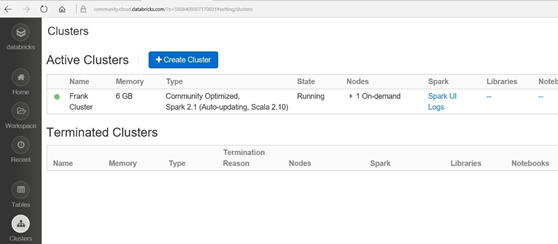 community.cloud.databricks.com/?o=5808400071700214#setting/clusters
databricks
Home
Workspace
Recent
Tables
Clusters
Clusters
Active Clusters + Create Cluster
Name Memory Type State Nodes Spark Libraries Noteb
Frank Cluster 6 GB Community Optimized, Running 1 On-demand Spark UI -- --
Spark 2.1 (Auto-updating, Scala 2.10) Logs
Terminated Clusters
Name Memory Type Termination Reason Nodes Spark Libraries Notebooks